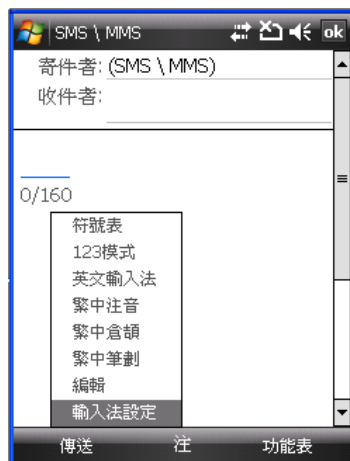 SMS \ MMS ok
寄件者: (SMS \ MMS)
收件者:
0/160
符號表
123模式
英文輸入法
繁中注音
繁中倉頡
繁中筆劃
編輯
輸入法設定
傳送 注 功能表